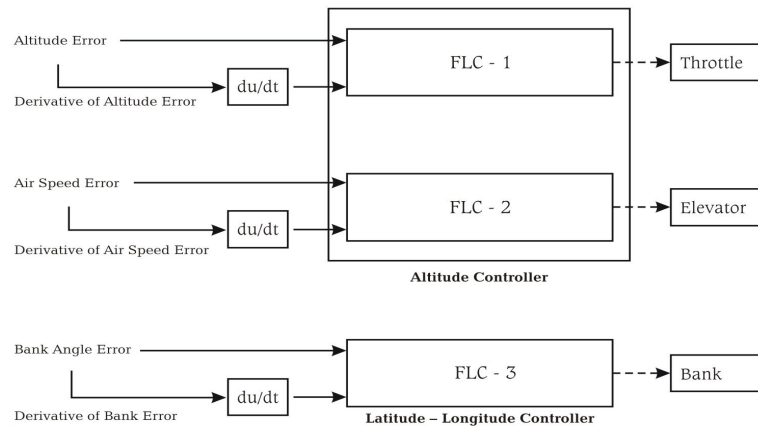 Altitude Error
FLC - 1
Throttle
du/dt
Derivative of Altitude Error
Air Speed Error
FLC - 2
Elevator
du/dt
Derivative of Air Speed Error
Altitude Controller
Bank Angle Error
FLC - 3
Bank
du/dt
Derivative of Bank Error
Latitude – Longitude Controller